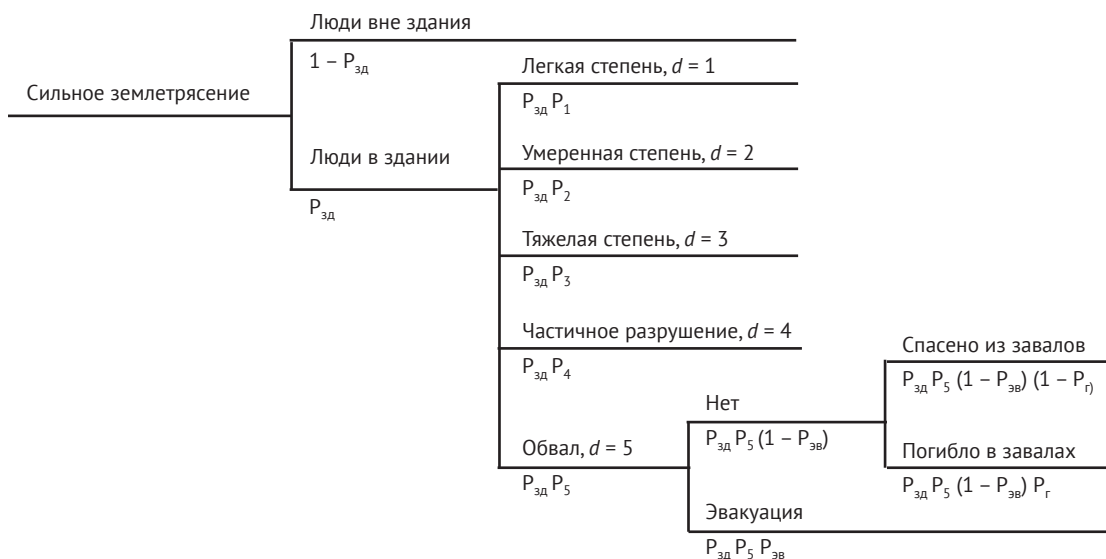 Люди вне здания
1 – Pзд
Сильное землетрясение
Легкая степень, d = 1
Pзд P1
Люди в здании
Pзд
Умеренная степень, d = 2
Pзд P2
Тяжелая степень, d = 3
Pзд P3
Частичное разрушение, d = 4
Pзд P4
Обвал, d = 5
Pзд P5
Нет
Pзд P5 (1 – Pэв)
Спасено из завалов
Pзд P5 (1 – Pэв) (1 – Pг)
Погибло в завалах
Pзд P5 (1 – Pэв) Pг
Эвакуация
Pзд P5 Pэв